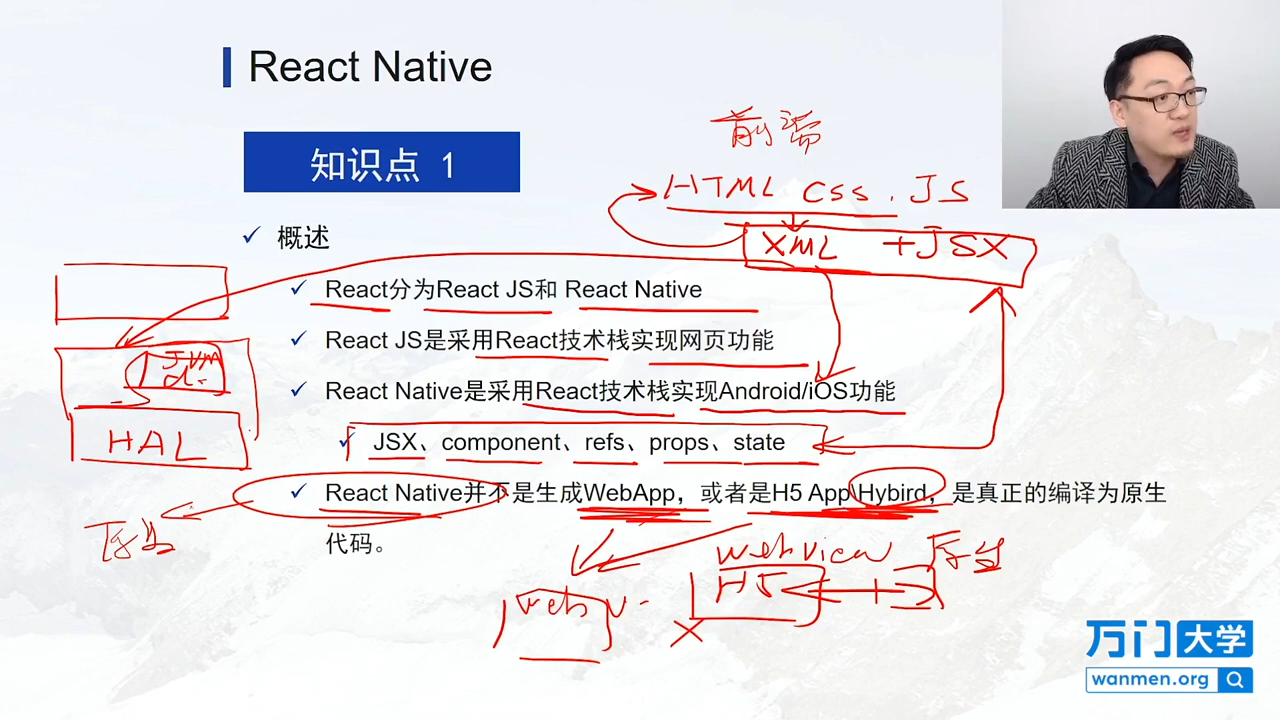 React Native
知识点 1
前端
HTML css . JS
XML + JSX
概述
React分为React JS和 React Native
React JS是采用React技术栈实现网页功能
JVM
React Native是采用React技术栈实现Android/iOS功能
HAL
JSX、component、refs、props、state
React Native并不是生成WebApp，或者是H5 App\Hybird，是真正的编译为原生
代码。
webview 原生
H5
web v
X
万门大学
wanmen.org